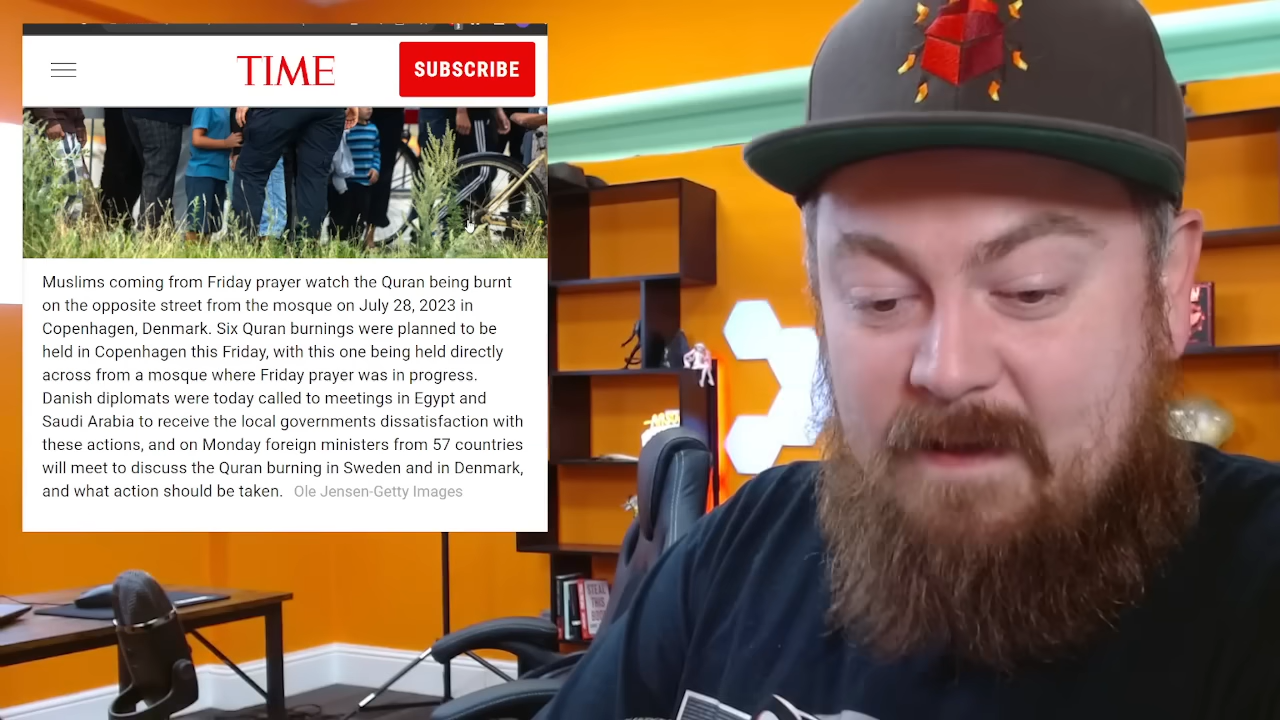 TIME
SUBSCRIBE
Muslims coming from Friday prayer watch the Quran being burnt
on the opposite street from the mosque on July 28, 2023 in
Copenhagen, Denmark. Six Quran burnings were planned to be
held in Copenhagen this Friday, with this one being held directly
across from a mosque where Friday prayer was in progress.
Danish diplomats were today called to meetings in Egypt and
Saudi Arabia to receive the local governments dissatisfaction with
these actions, and on Monday foreign ministers from 57 countries
will meet to discuss the Quran burning in Sweden and in Denmark,
and what action should be taken. Ole Jensen-Getty Images
STEAL
THIS
BOOK